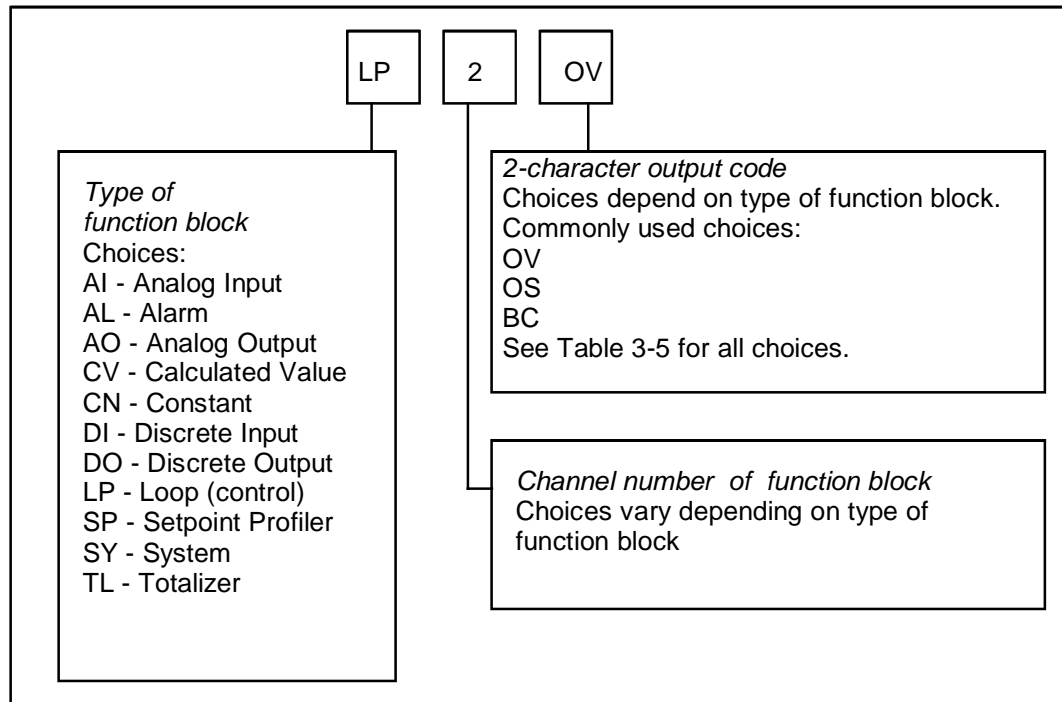 LP 2 OV
Type of
function block
Choices:
AI - Analog Input
AL - Alarm
AO - Analog Output
CV - Calculated Value
CN - Constant
DI - Discrete Input
DO - Discrete Output
LP - Loop (control)
SP - Setpoint Profiler
SY - System
TL - Totalizer
2-character output code
Choices depend on type of function block.
Commonly used choices:
OV
OS
BC
See Table 3-5 for all choices.
Channel number of function block
Choices vary depending on type of
function block